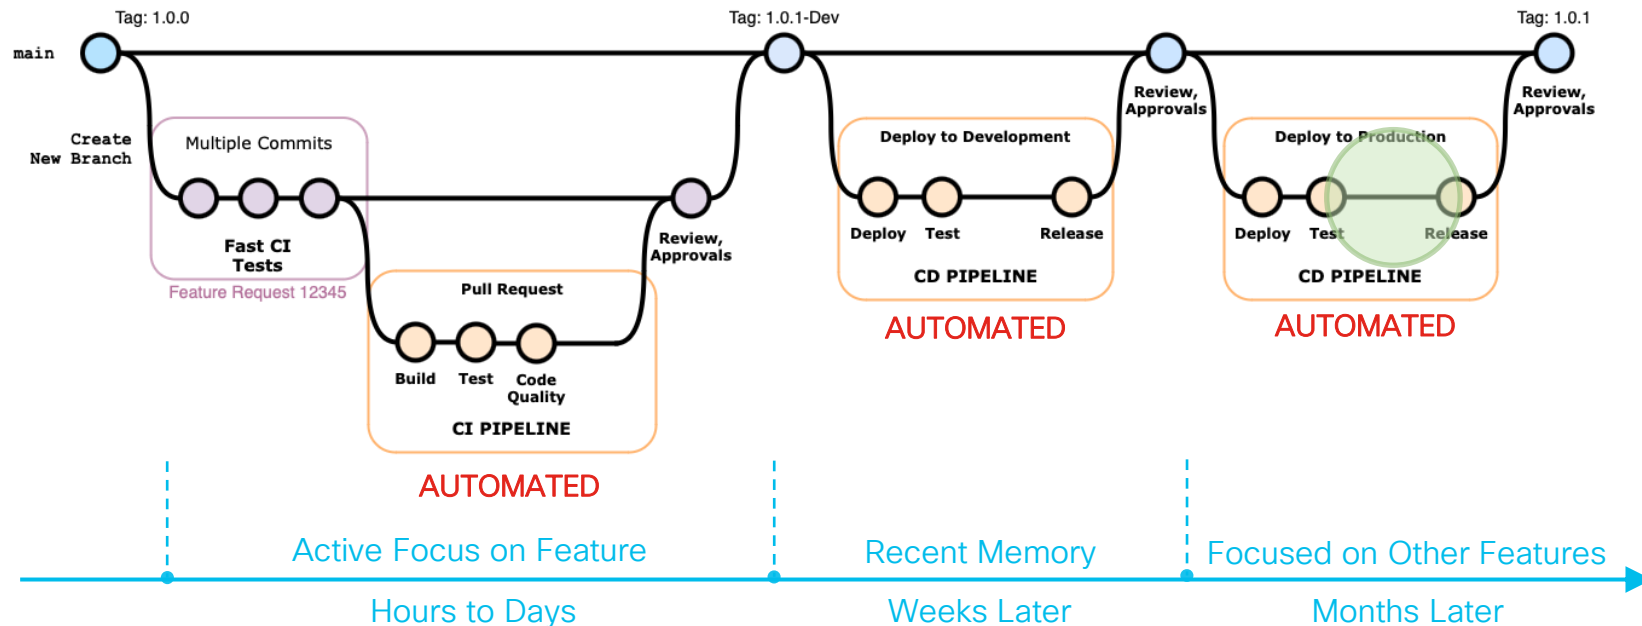 Tag: 1.0.0
Tag: 1.0.1-Dev
Tag: 1.0.1
main
Create
New Branch
Multiple Commits
Fast CI
Tests
Feature Request 12345
Pull Request
Build
Test
Code
Quality
CI PIPELINE
AUTOMATED
Review,
Approvals
Deploy to Development
Deploy
Test
Release
CD PIPELINE
AUTOMATED
Review,
Approvals
Deploy to Production
Deploy
Test
Release
CD PIPELINE
AUTOMATED
Review,
Approvals
Active Focus on Feature
Recent Memory
Focused on Other Features
Hours to Days
Weeks Later
Months Later